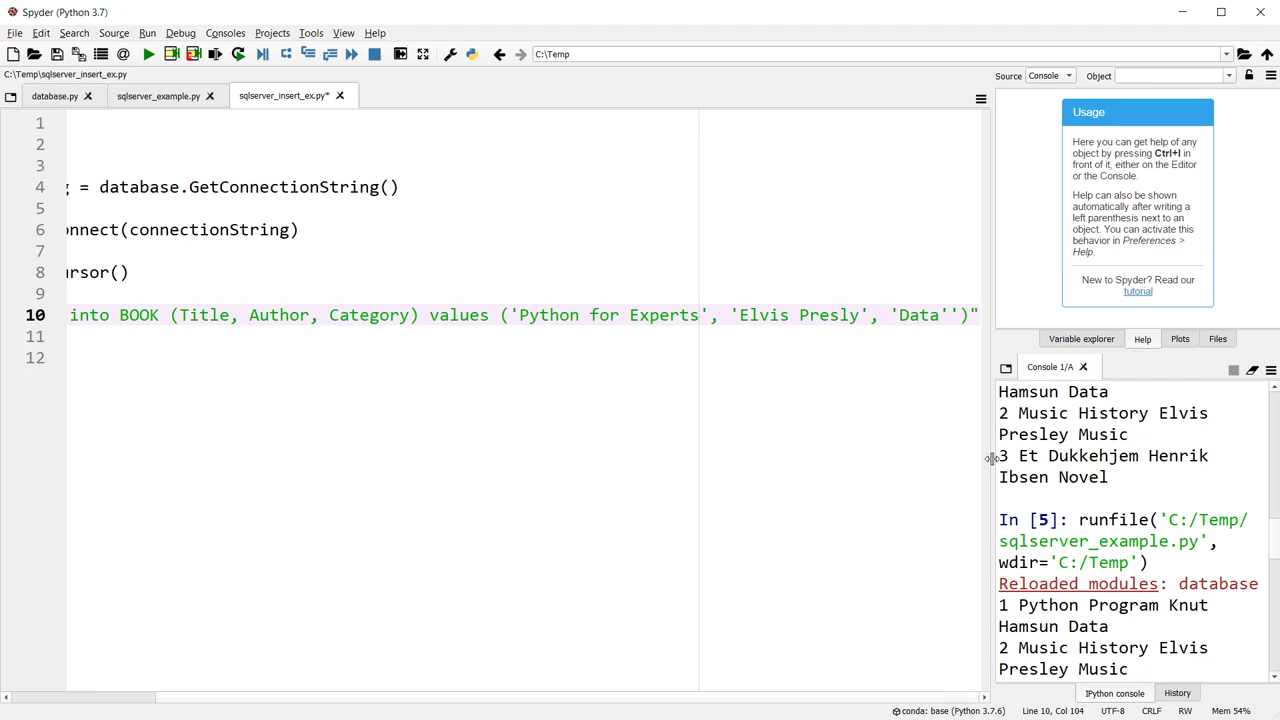 Spyder (Python 3.7)
File Edit Search Source Run Debug Consoles Projects Tools View Help
C:\Temp
C:\Temp\sqlserver_insert_ex.py
database.py sqlserver_example.py sqlserver_insert_ex.py*
1
2
3
4 g = database.GetConnectionString()
5
6 onnect(connectionString)
7
8 ursor()
9
10 into BOOK (Title, Author, Category) values ('Python for Experts', 'Elvis Presly', 'Data'')"
11
12
Source Console Object
Usage
Here you can get help of any
object by pressing Ctrl+I in
front of it, either on the Editor
or the Console.
Help can also be shown
automatically after writing a
left parenthesis next to an
object. You can activate this
behavior in Preferences >
Help.
New to Spyder? Read our
tutorial
Variable explorer Help Plots Files
Console 1/A
Hamsun Data
2 Music History Elvis
Presley Music
3 Et Dukkehjem Henrik
Ibsen Novel
In [5]: runfile('C:/Temp/
sqlserver_example.py',
wdir='C:/Temp')
Reloaded modules: database
1 Python Program Knut
Hamsun Data
2 Music History Elvis
Presley Music
IPython console History
conda: base (Python 3.7.6) Line 10, Col 104 UTF-8 CRLF RW Mem 54%